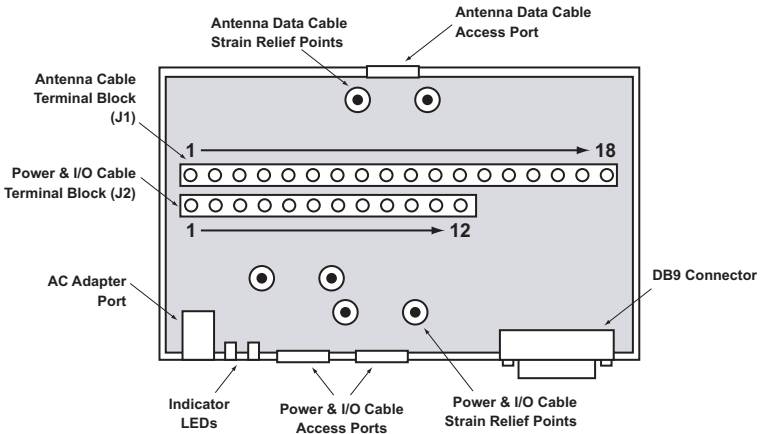 Antenna Data Cable
Strain Relief Points
Antenna Data Cable
Access Port
Antenna Cable
Terminal Block
(J1)
1
18
Power & I/O Cable
Terminal Block (J2)
1
12
AC Adapter
Port
DB9 Connector
Indicator
LEDs
Power & I/O Cable
Access Ports
Power & I/O Cable
Strain Relief Points